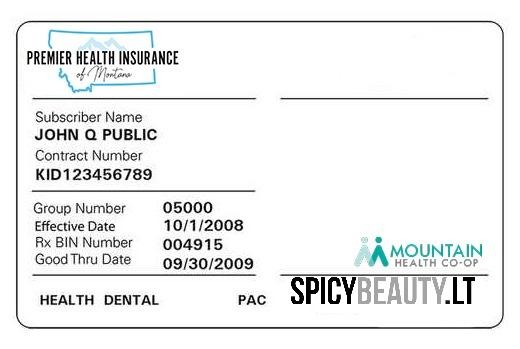 PREMIER HEALTH INSURANCE
of Montana
Subscriber Name
JOHN Q PUBLIC
Contract Number
KID123456789
Group Number 05000
Effective Date 10/1/2008
Rx BIN Number 004915
Good Thru Date 09/30/2009
MOUNTAIN
HEALTH CO-OP
HEALTH DENTAL PAC
SPICYBEAUTY.LT